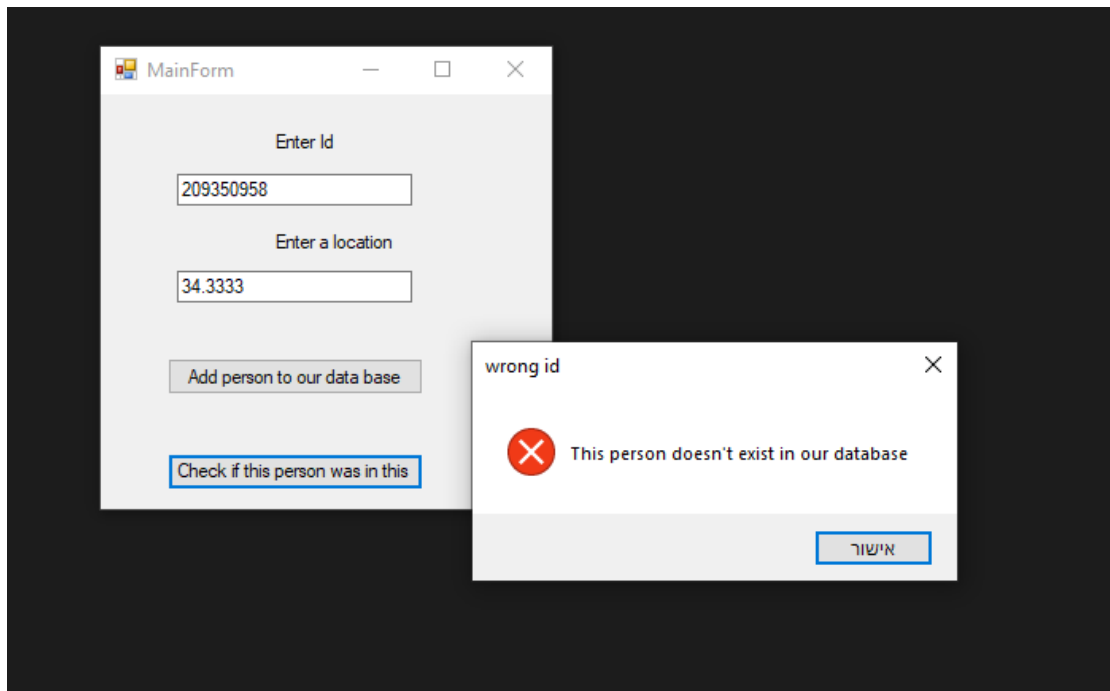 MainForm
Enter Id
209350958
Enter a location
34.3333
Add person to our data base
Check if this person was in this
wrong id
This person doesn't exist in our database
אישור